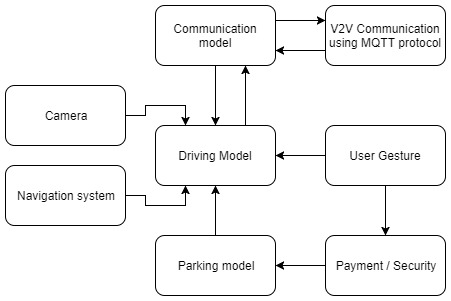 Communication
model
V2V Communication
using MQTT protocol
Camera
Driving Model
User Gesture
Navigation system
Parking model
Payment / Security